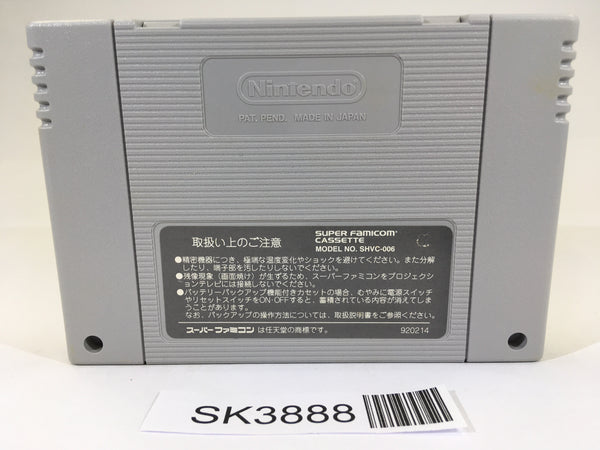 Nintendo
PAT. PEND. MADE IN JAPAN
取扱い上のご注意
SUPER FAMICOM
CASSETTE
MODEL NO. SHVC-006
●精密機器につき、極端な温度変化やショックを避けてください。また分解
したり、端子部を汚したりしないでください。
●残像現象（画面焼け）が生ずるため、スーパーファミコンをプロジェクシ
ョンテレビには接続しないでください。
●バッテリーバックアップ機能付きカセットの場合、むやみに電源スイッチ
やリセットスイッチをON・OFFすると、蓄積されている内容が消えてしま
うことがあります。
なお、バックアップの操作方法については、取扱説明書をご参照ください。
スーパーファミコン は任天堂の商標です。
920214
SK3888